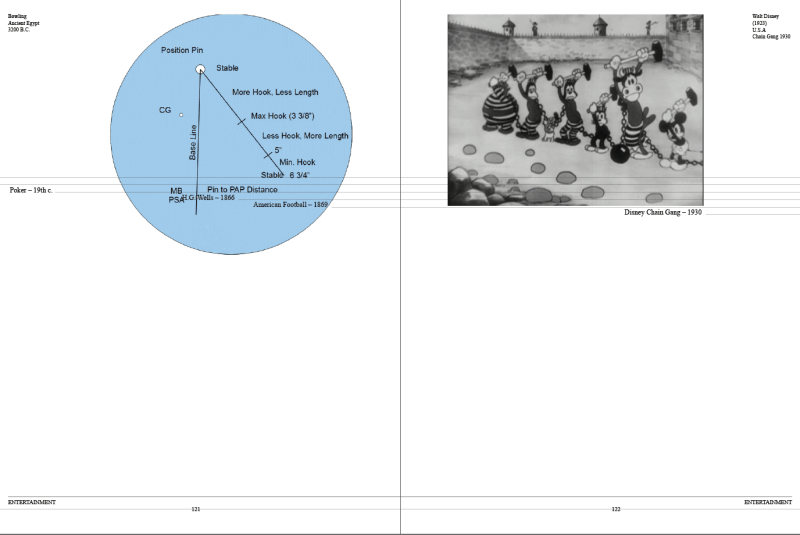 Bowling
Ancient Egypt
3200 B.C.
Position Pin
Stable
More Hook, Less Length
CG
Max Hook (3 3/8")
Base Line
Less Hook, More Length
5"
Min. Hook
Stable 6 3/4"
MB
PSA
Pin to PAP Distance
Poker – 19th c.
H.G. Wells – 1866
American Football – 1869
ENTERTAINMENT
121
Walt Disney
(1923)
U.S.A
Chain Gang 1930
Disney Chain Gang – 1930
ENTERTAINMENT
122